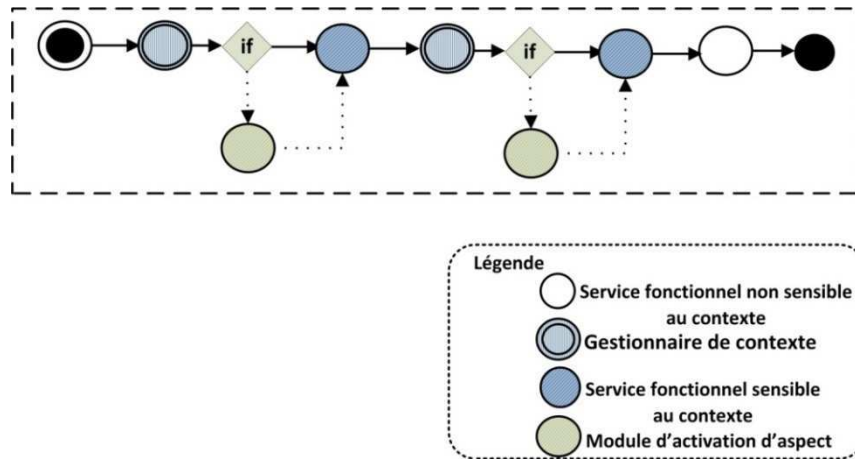 if
if
Légende
Service fonctionnel non sensible
au contexte
Gestionnaire de contexte
Service fonctionnel sensible
au contexte
Module d'activation d'aspect